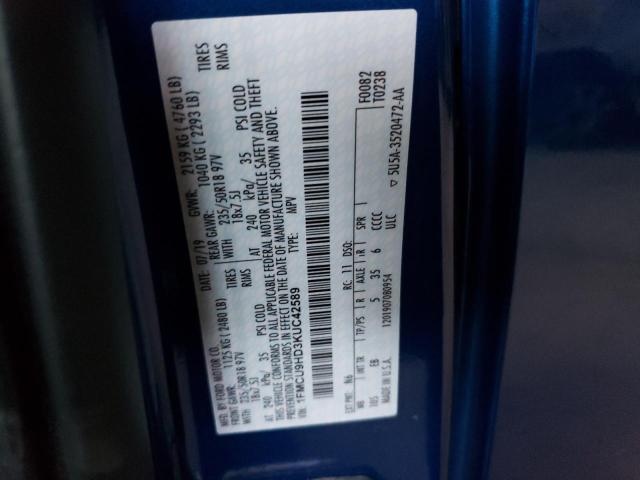 MFD. BY FORD MOTOR CO.
DATE: 07/19 GVWR: 2159 KG ( 4760 LB)
FRONT GAWR: 1125 KG ( 2480 LB) REAR GAWR: 1040 KG ( 2293 LB)
WITH 235/50R18 97V TIRES WITH 235/50R18 97V TIRES
18x7.5J RIMS 18x7.5J RIMS
AT 240 kPa/ 35 PSI COLD AT 240 kPa/ 35 PSI COLD
THIS VEHICLE CONFORMS TO ALL APPLICABLE FEDERAL MOTOR VEHICLE SAFETY AND THEFT
STANDARDS IN EFFECT ON THE DATE OF MANUFACTURE SHOWN ABOVE.
VIN: 1FMCU9HD3KUC42589
TYPE: MPV
F0082
T0238
EXT PNT: N6 RC: 11 DSO:
WB INT TR TP/PS R AXLE TR SPR
105 EB 5 35 6 CCCC
MADE IN U.S.A. 1201907080954 ULC
▽ 5U5A-3520472-AA